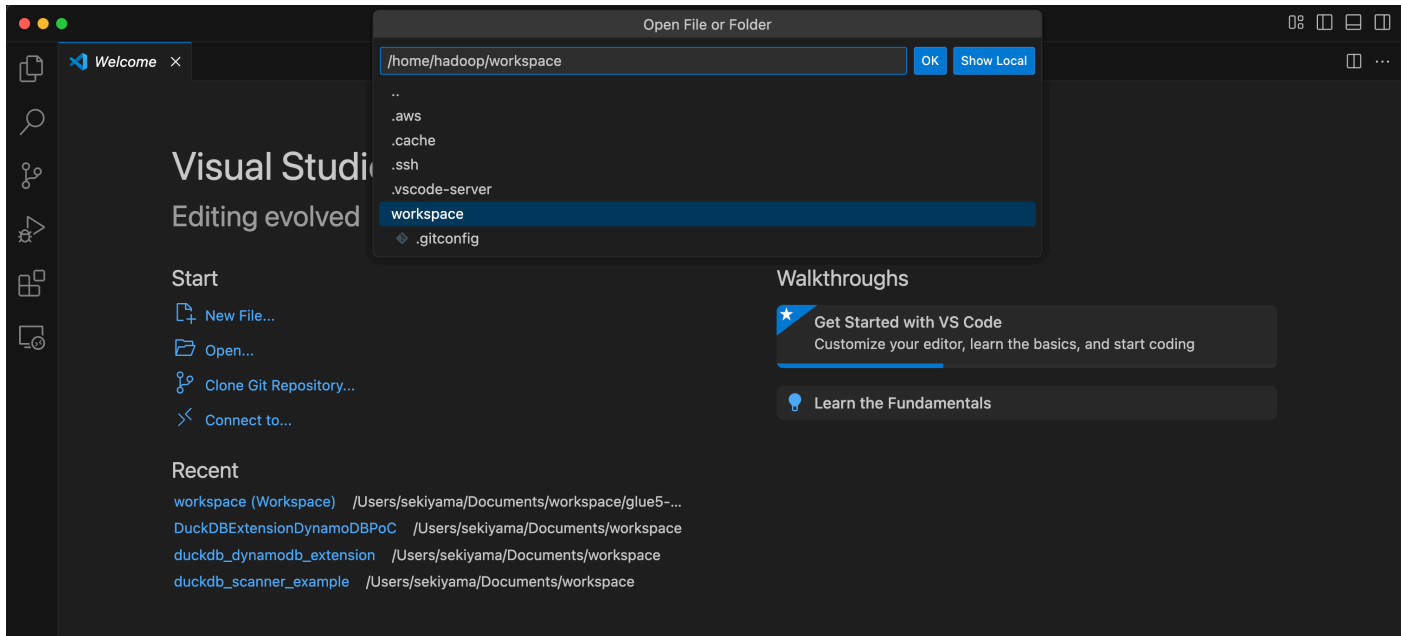 Open File or Folder
Welcome
/home/hadoop/workspace
OK
Show Local
..
.aws
.cache
.ssh
.vscode-server
workspace
.gitconfig
Editing evolved
Start
New File...
Open...
Clone Git Repository...
Connect to...
Recent
workspace (Workspace) /Users/sekiyama/Documents/workspace/glue5-...
DuckDBExtensionDynamoDBPoC /Users/sekiyama/Documents/workspace
duckdb_dynamodb_extension /Users/sekiyama/Documents/workspace
duckdb_scanner_example /Users/sekiyama/Documents/workspace
Visual
Walkthroughs
Get Started with VS Code
Customize your editor, learn the basics, and start coding
Learn the Fundamentals